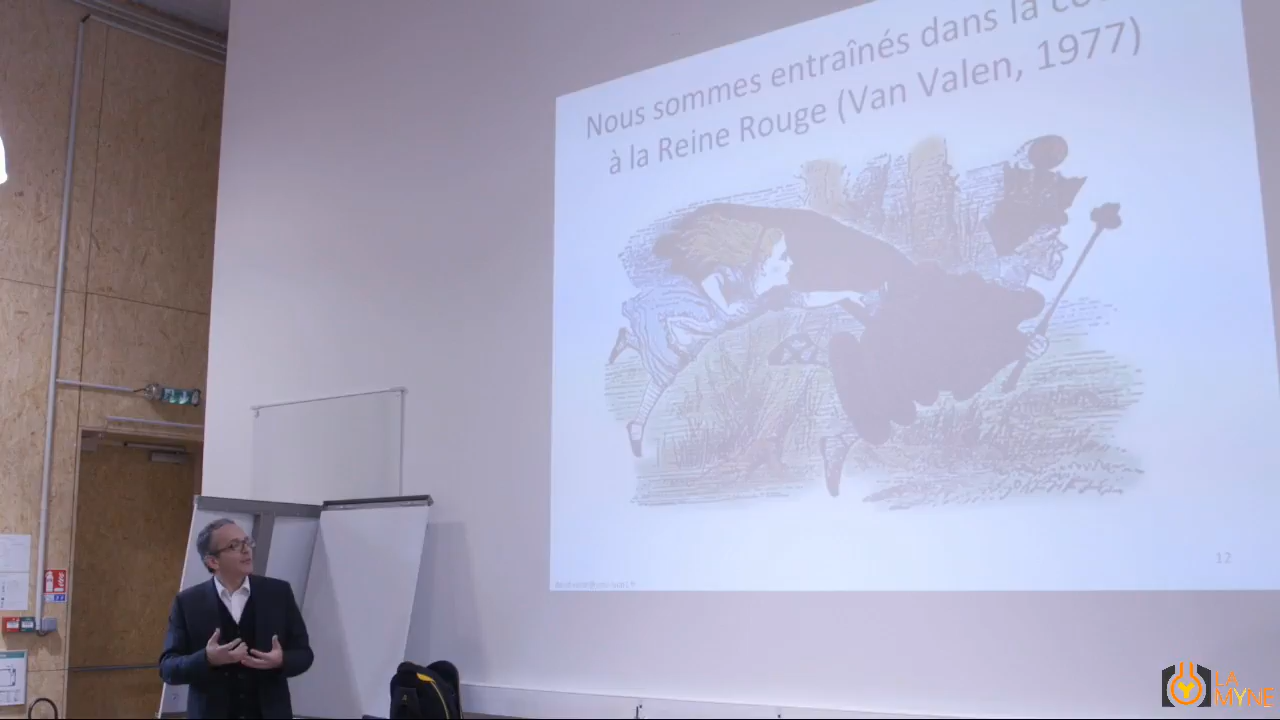 Nous sommes entraînés dans la
à la Reine Rouge (Van Valen, 1977)
12
LA
MYNE